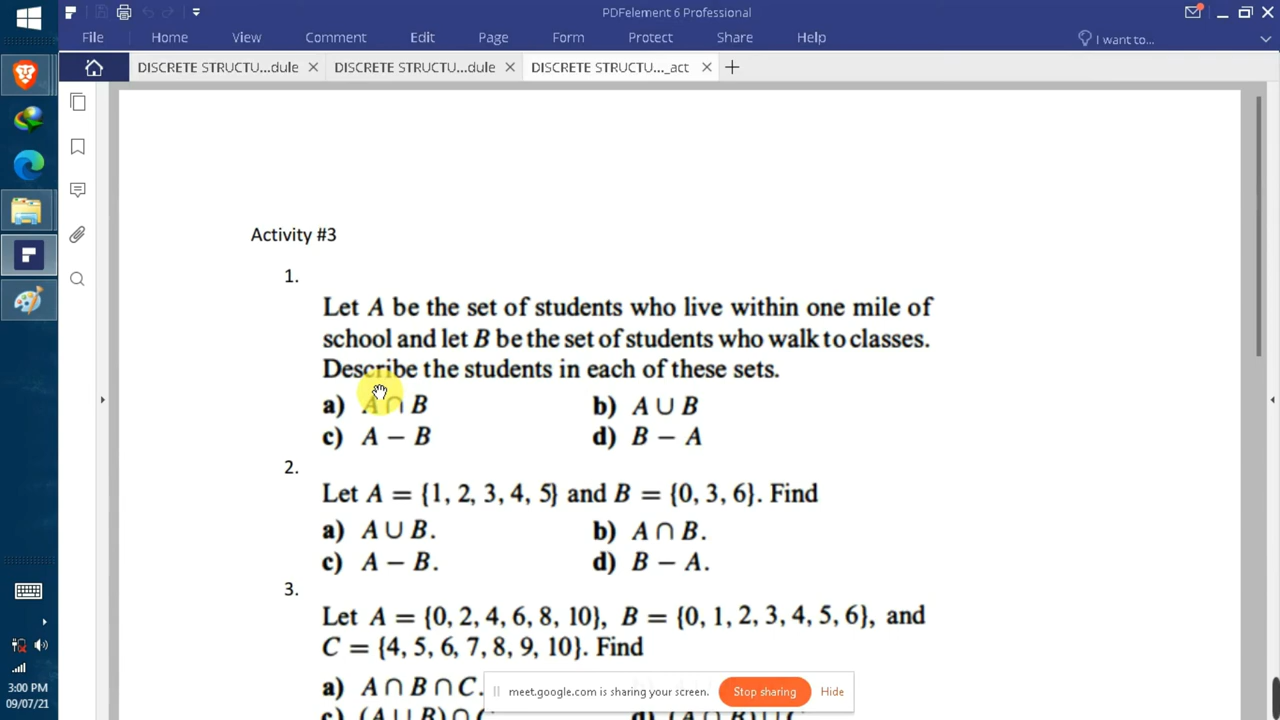 PDFelement 6 Professional
File Home View Comment Edit Page Form Protect Share Help I want to...
DISCRETE STRUCTU...dule DISCRETE STRUCTU...dule DISCRETE STRUCTU..._act
Activity #3
1.
Let A be the set of students who live within one mile of
school and let B be the set of students who walk to classes.
Describe the students in each of these sets.
a) A ∩ B b) A ∪ B
c) A − B d) B − A
2.
Let A = {1, 2, 3, 4, 5} and B = {0, 3, 6}. Find
a) A ∪ B. b) A ∩ B.
c) A − B. d) B − A.
3.
Let A = {0, 2, 4, 6, 8, 10}, B = {0, 1, 2, 3, 4, 5, 6}, and
C = {4, 5, 6, 7, 8, 9, 10}. Find
a) A ∩ B ∩ C.
c) (A ∪ B) ∩ C d) (A ∩ B) ∪ C
meet.google.com is sharing your screen. Stop sharing Hide
3:00 PM
09/07/21